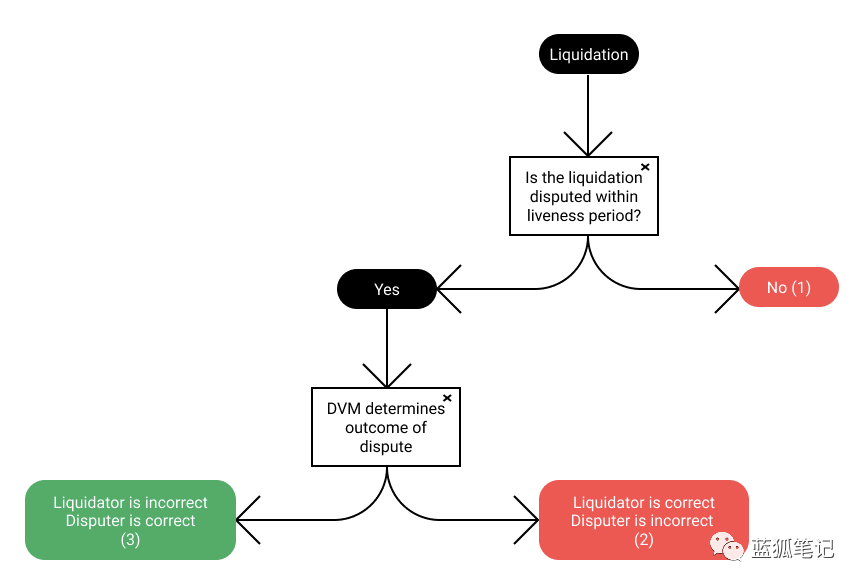 Liquidation
Is the liquidation
disputed within
liveness period?
Yes
No (1)
DVM determines
outcome of
dispute
Liquidator is incorrect
Disputer is correct
(3)
Liquidator is correct
Disputer is incorrect
(2)
蓝狐笔记